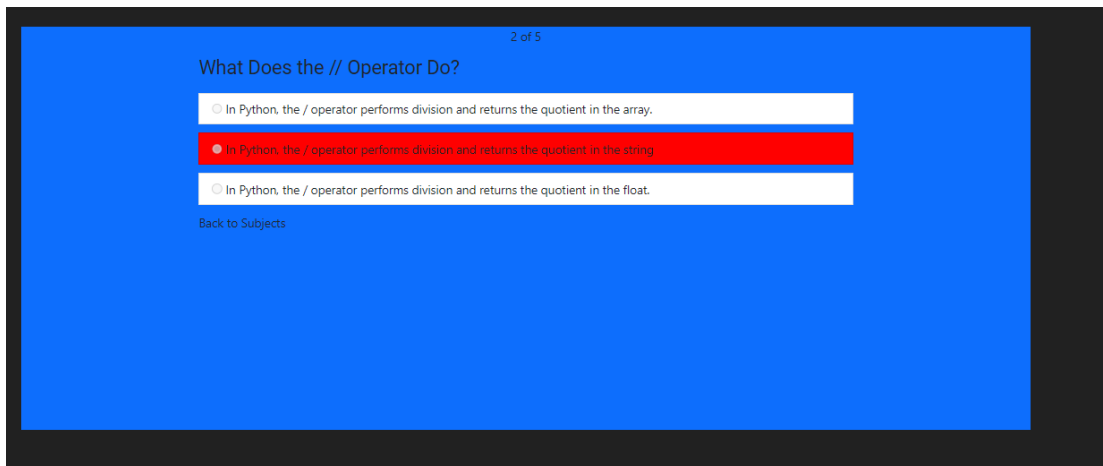 2 of 5
What Does the // Operator Do?
In Python, the / operator performs division and returns the quotient in the array.
In Python, the / operator performs division and returns the quotient in the string
In Python, the / operator performs division and returns the quotient in the float.
Back to Subjects